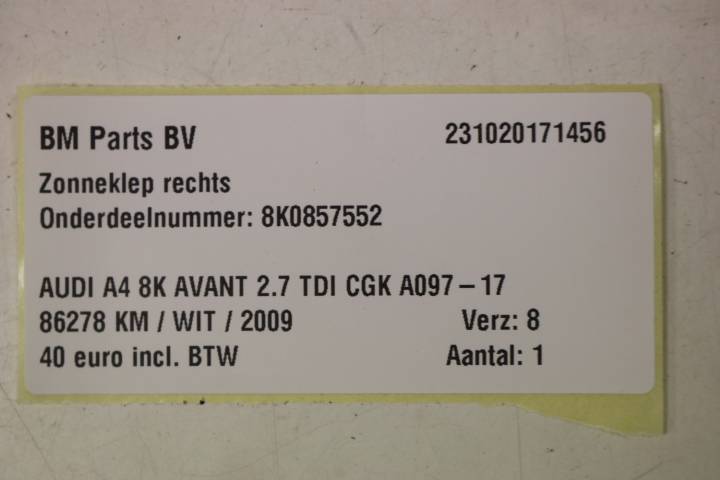 BM Parts BV 231020171456
Zonneklep rechts
Onderdeelnummer: 8K0857552
AUDI A4 8K AVANT 2.7 TDI CGK A097-17
86278 KM / WIT / 2009 Verz: 8
40 euro incl. BTW Aantal: 1